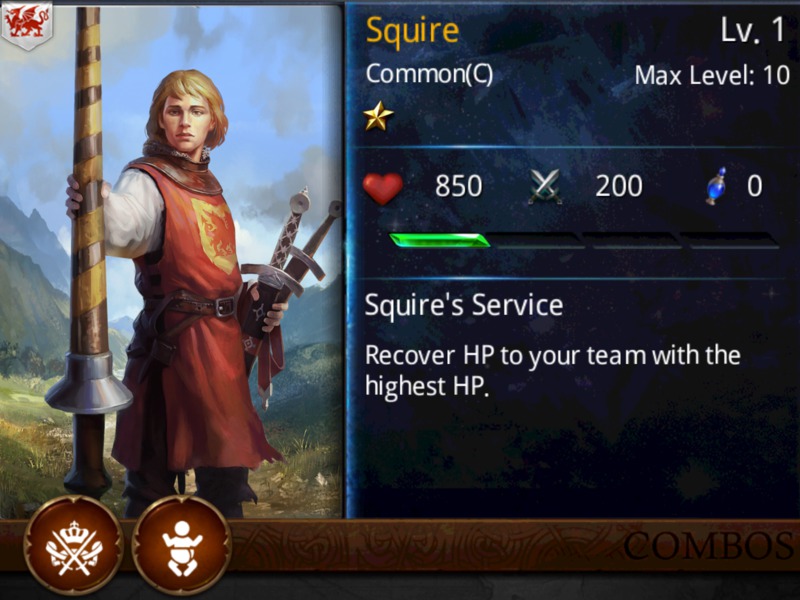 Squire
Lv. 1
Common(C)
Max Level: 10
850
200
0
Squire's Service
Recover HP to your team with the
highest HP.
COMBOS